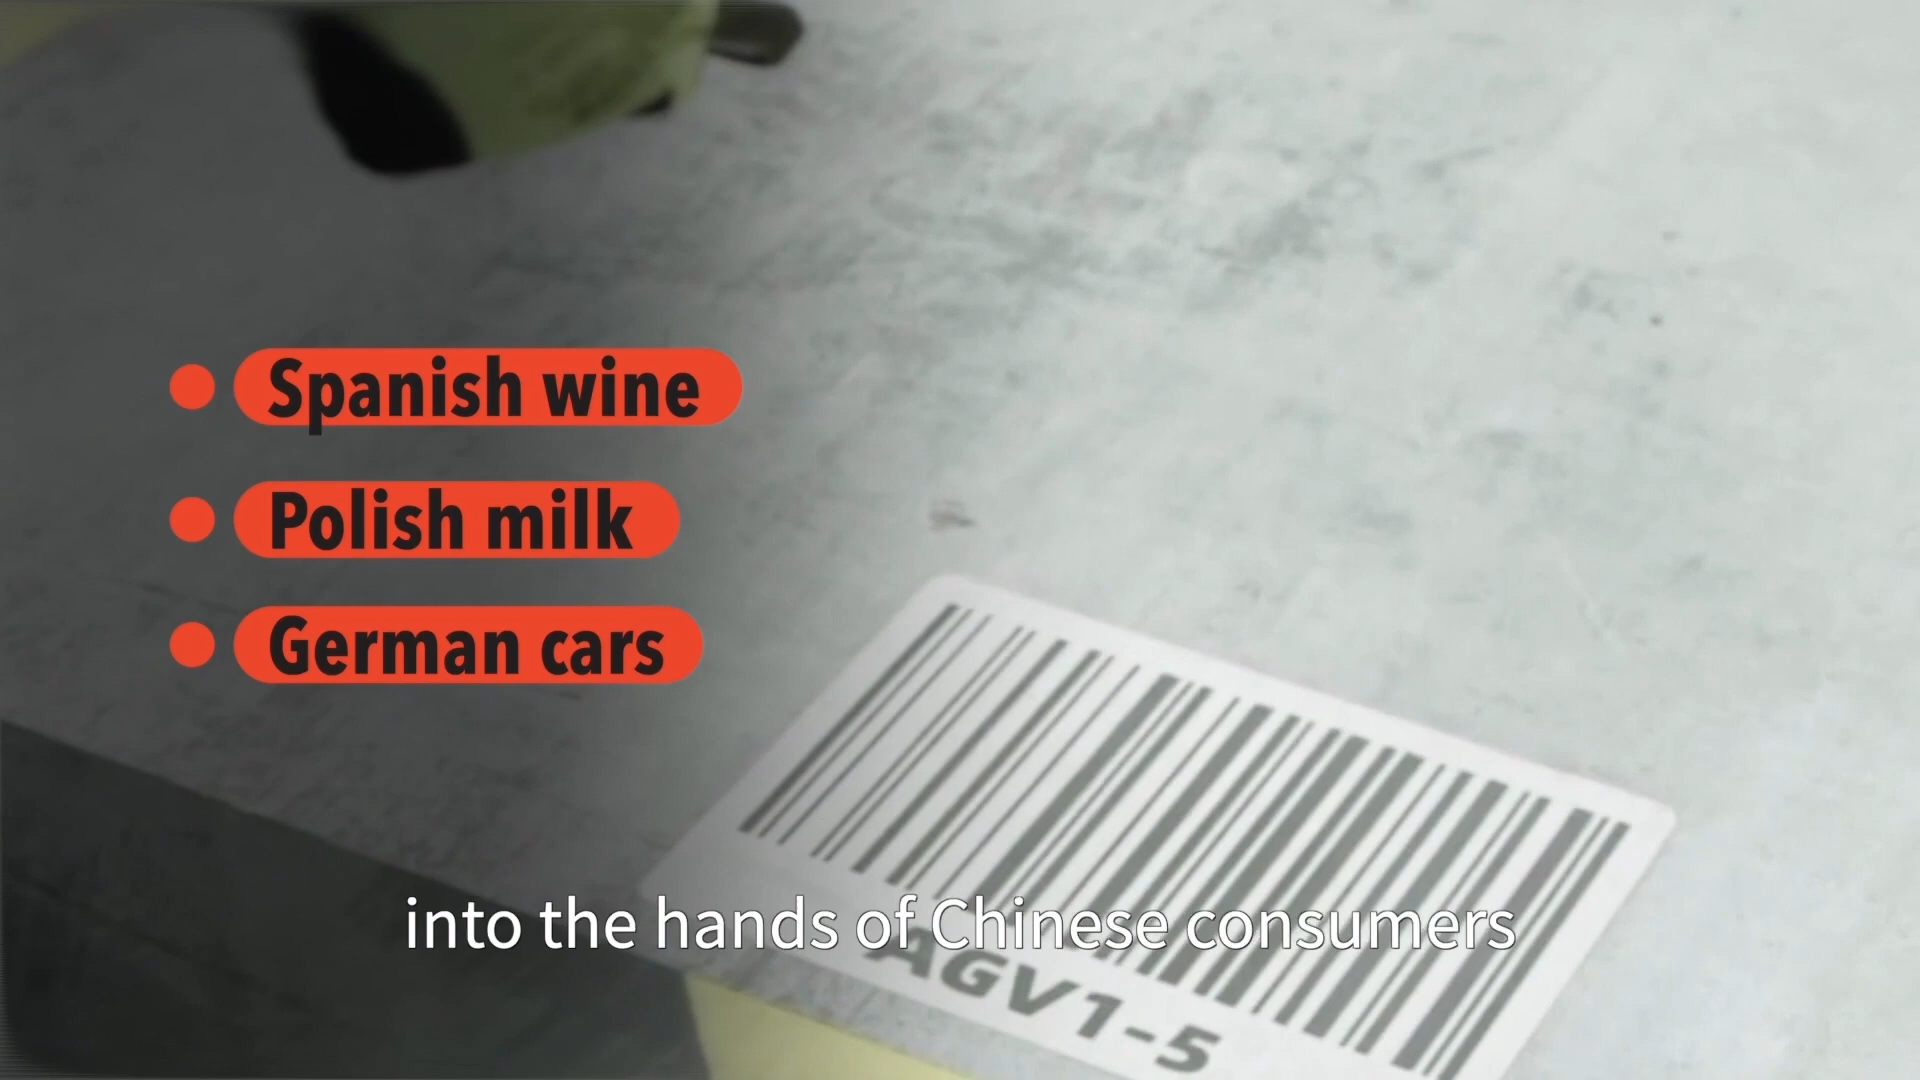 Spanish wine
Polish milk
German cars
into the hands of Chinese consumers
AGV1-5